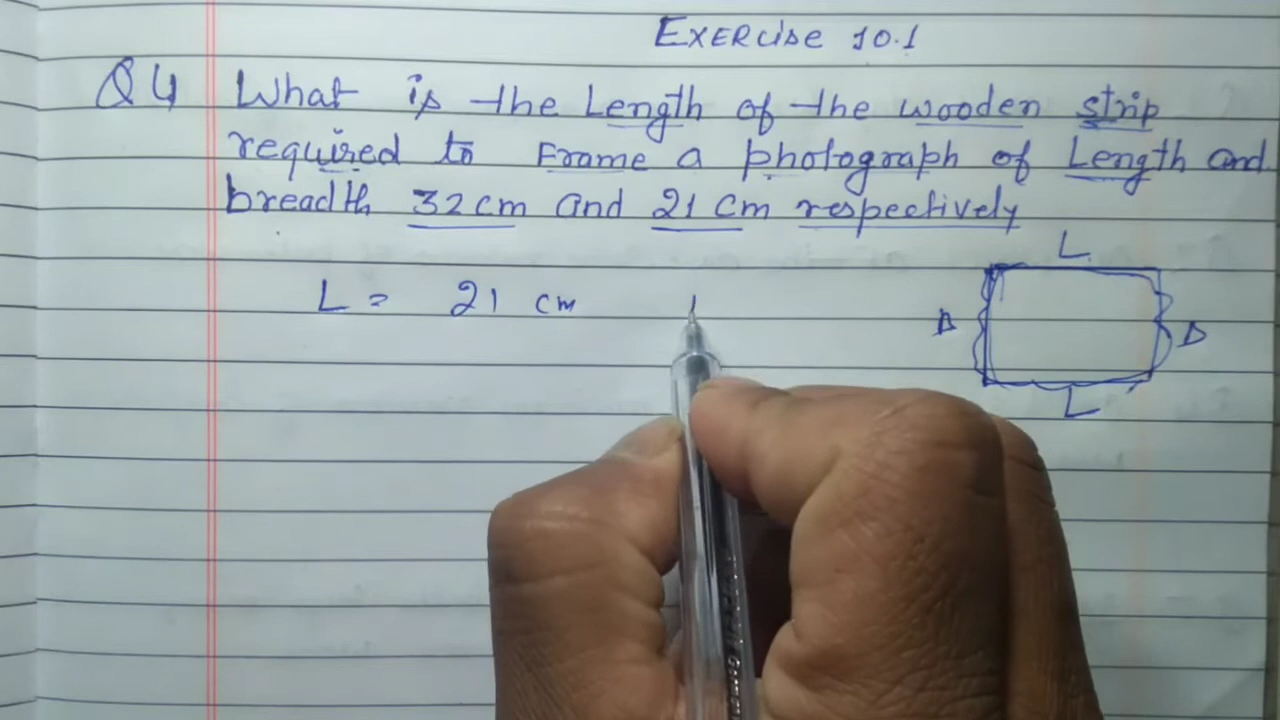 Exercise 10.1
Q4 What is the Length of the wooden strip
required to Frame a photograph of Length and
breadth 32 cm and 21 cm respectively
L
L = 21 cm
B
B
L